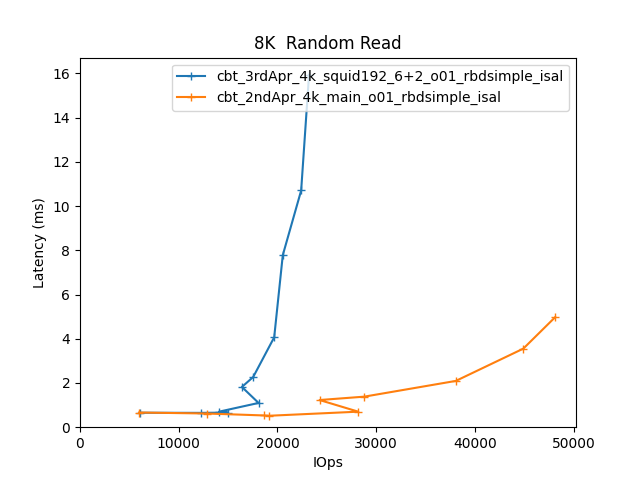 8K  Random Read
cbt_3rdApr_4k_squid192_6+2_o01_rbdsimple_isal
cbt_2ndApr_4k_main_o01_rbdsimple_isal
Latency (ms)
16
14
12
10
8
6
4
2
0
0 10000 20000 30000 40000 50000
IOps